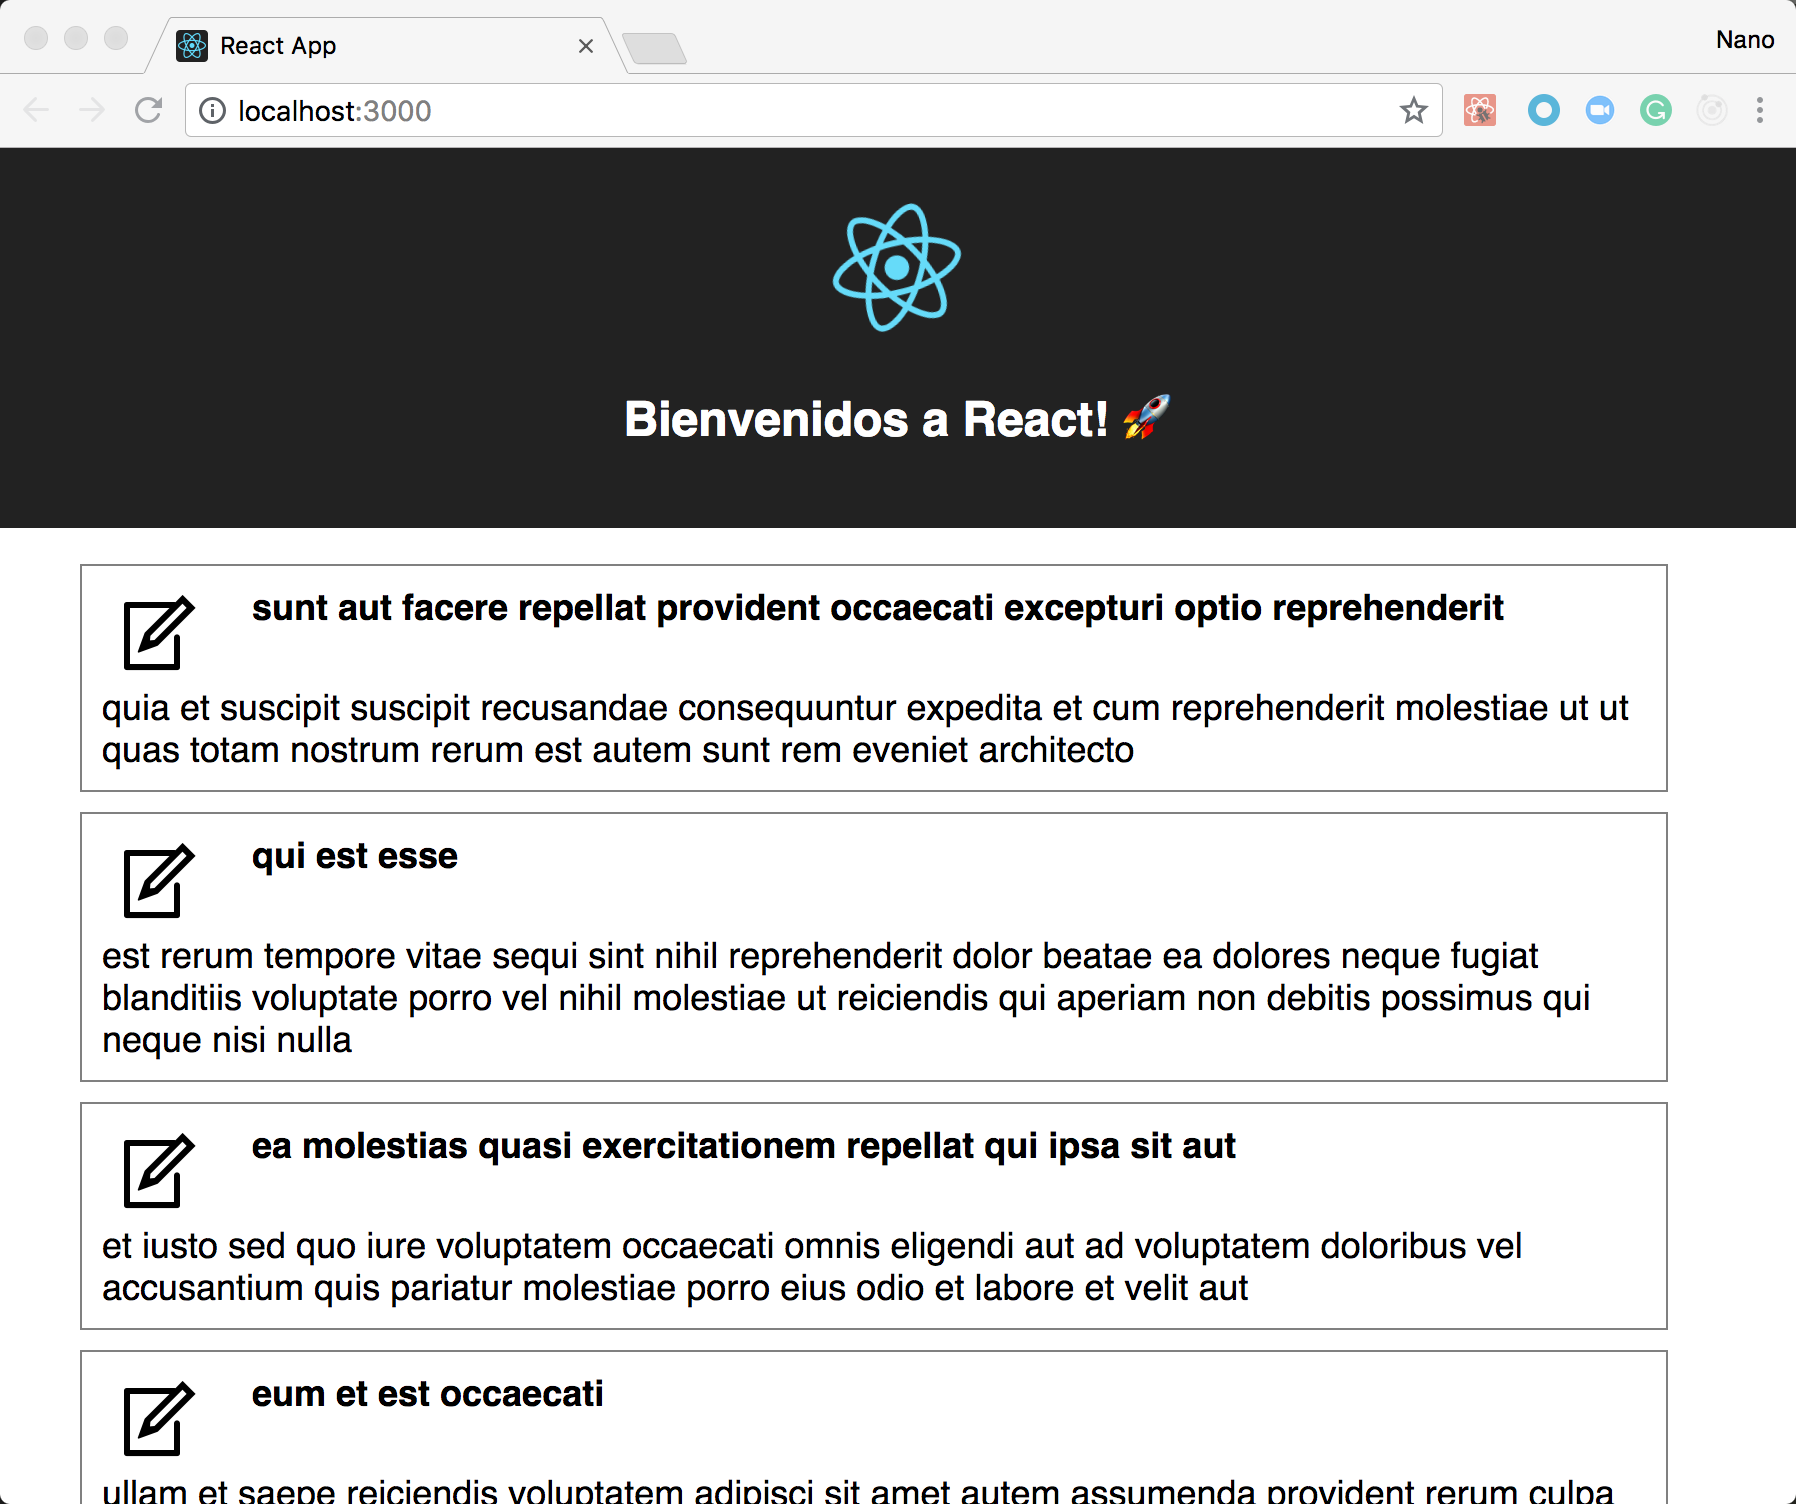 React App
Nano
localhost:3000
Bienvenidos a React! 🚀
sunt aut facere repellat provident occaecati excepturi optio reprehenderit
quia et suscipit suscipit recusandae consequuntur expedita et cum reprehenderit molestiae ut ut
quas totam nostrum rerum est autem sunt rem eveniet architecto
qui est esse
est rerum tempore vitae sequi sint nihil reprehenderit dolor beatae ea dolores neque fugiat
blanditiis voluptate porro vel nihil molestiae ut reiciendis qui aperiam non debitis possimus qui
neque nisi nulla
ea molestias quasi exercitationem repellat qui ipsa sit aut
et iusto sed quo iure voluptatem occaecati omnis eligendi aut ad voluptatem doloribus vel
accusantium quis pariatur molestiae porro eius odio et labore et velit aut
eum et est occaecati
ullam et saepe reiciendis voluptatem adipisci sit amet autem assumenda provident rerum culpa